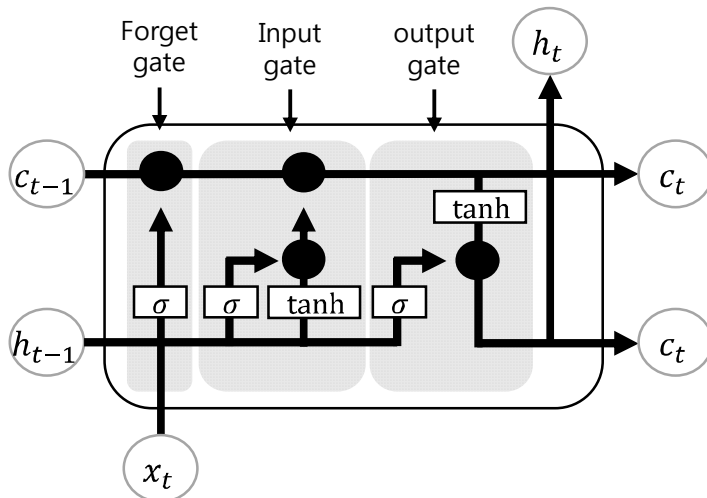 Forget
gate
Input
gate
output
gate
h_t
c_{t-1}
c_t
tanh
σ
σ
tanh
σ
h_{t-1}
c_t
x_t